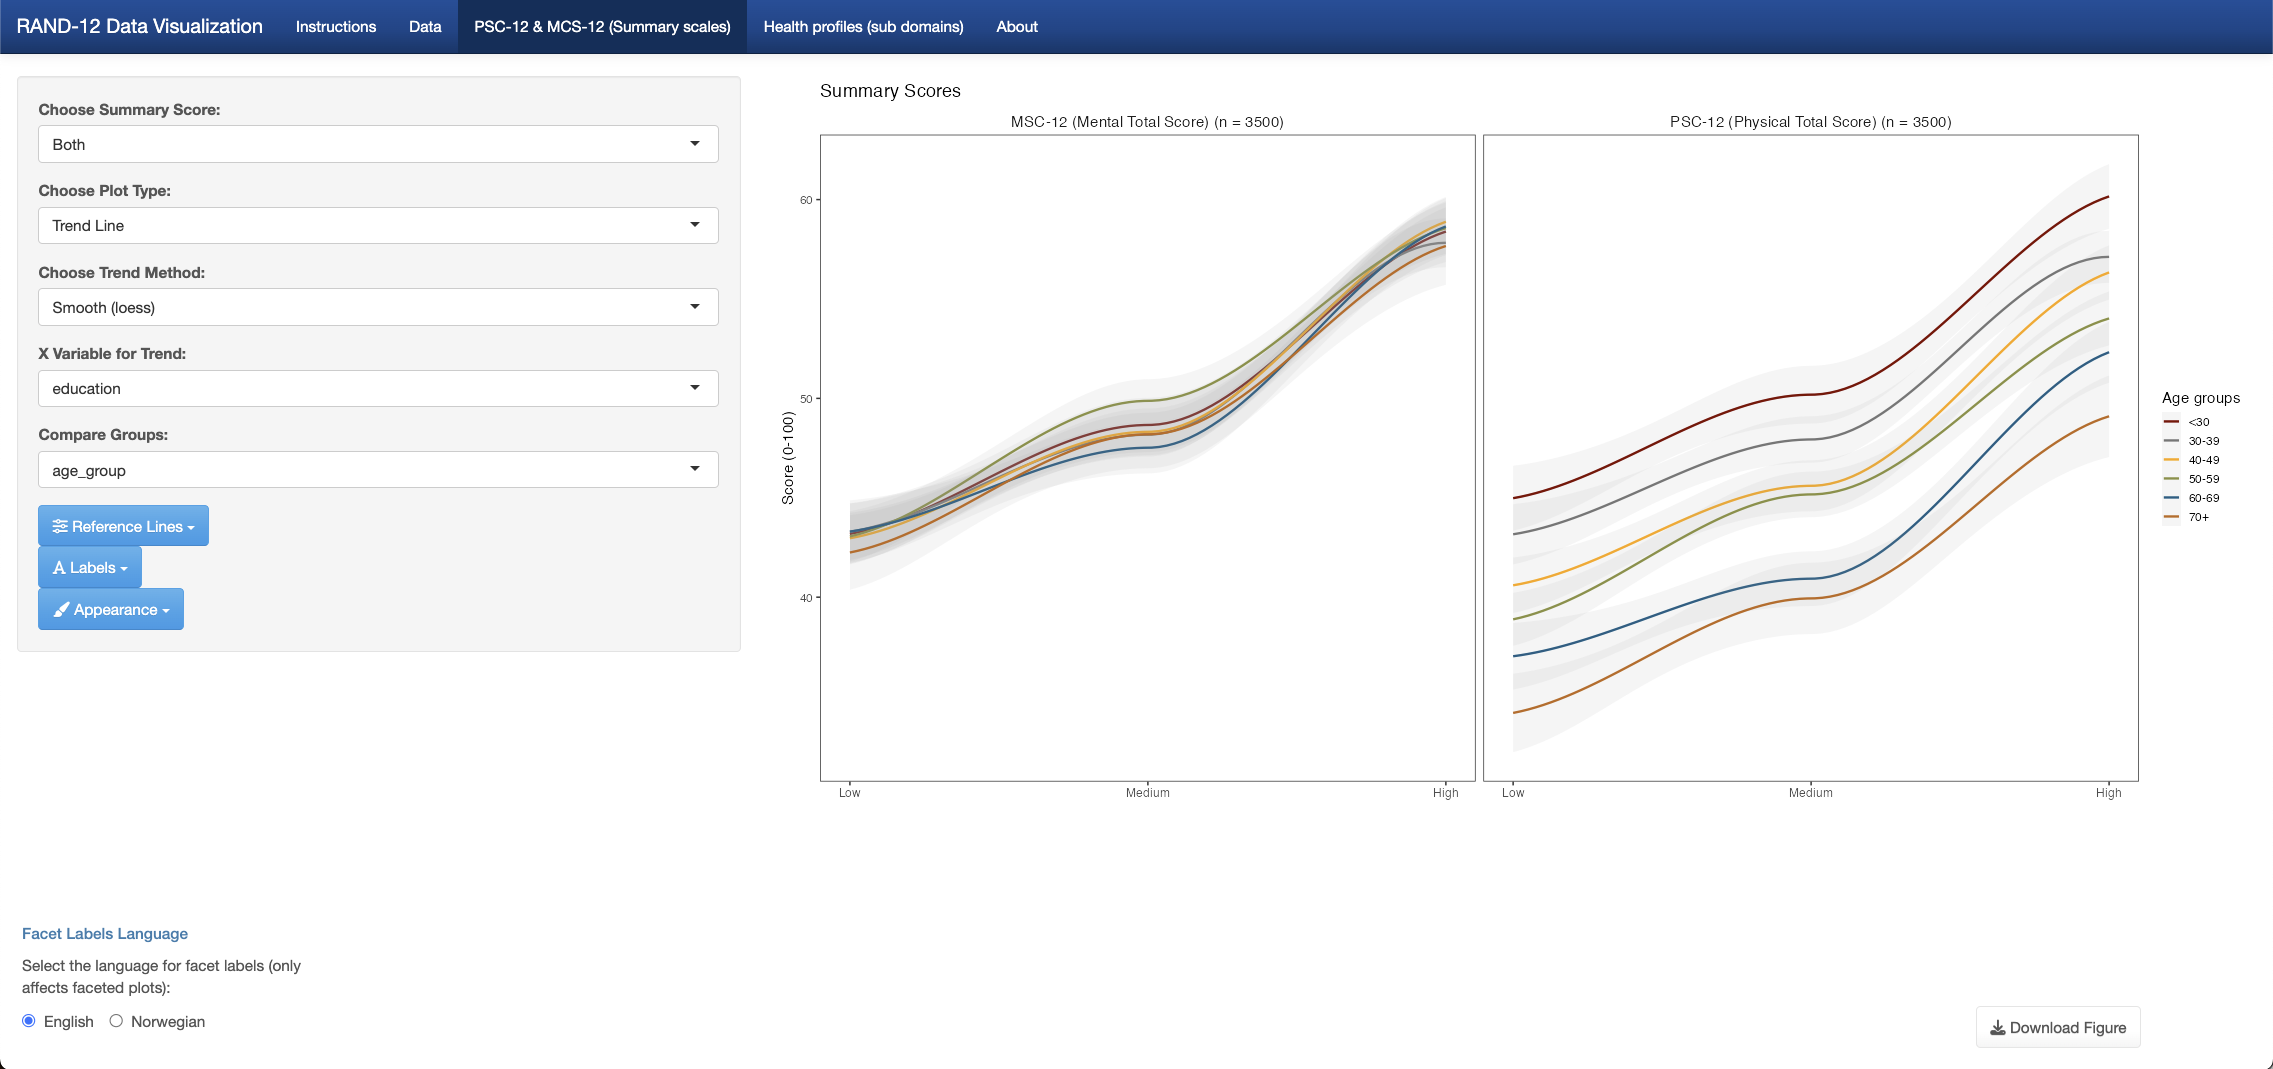 RAND-12 Data Visualization
Instructions
Data
PSC-12 & MCS-12 (Summary scales)
Health profiles (sub domains)
About
Choose Summary Score:
Both
Choose Plot Type:
Trend Line
Choose Trend Method:
Smooth (loess)
X Variable for Trend:
education
Compare Groups:
age_group
Reference Lines
Labels
Appearance
Summary Scores
MSC-12 (Mental Total Score) (n = 3500)
PSC-12 (Physical Total Score) (n = 3500)
Score (0-100)
60
50
40
Low
Medium
High
Low
Medium
High
Age groups
<30
30-39
40-49
50-59
60-69
70+
Facet Labels Language
Select the language for facet labels (only
affects faceted plots):
English
Norwegian
Download Figure